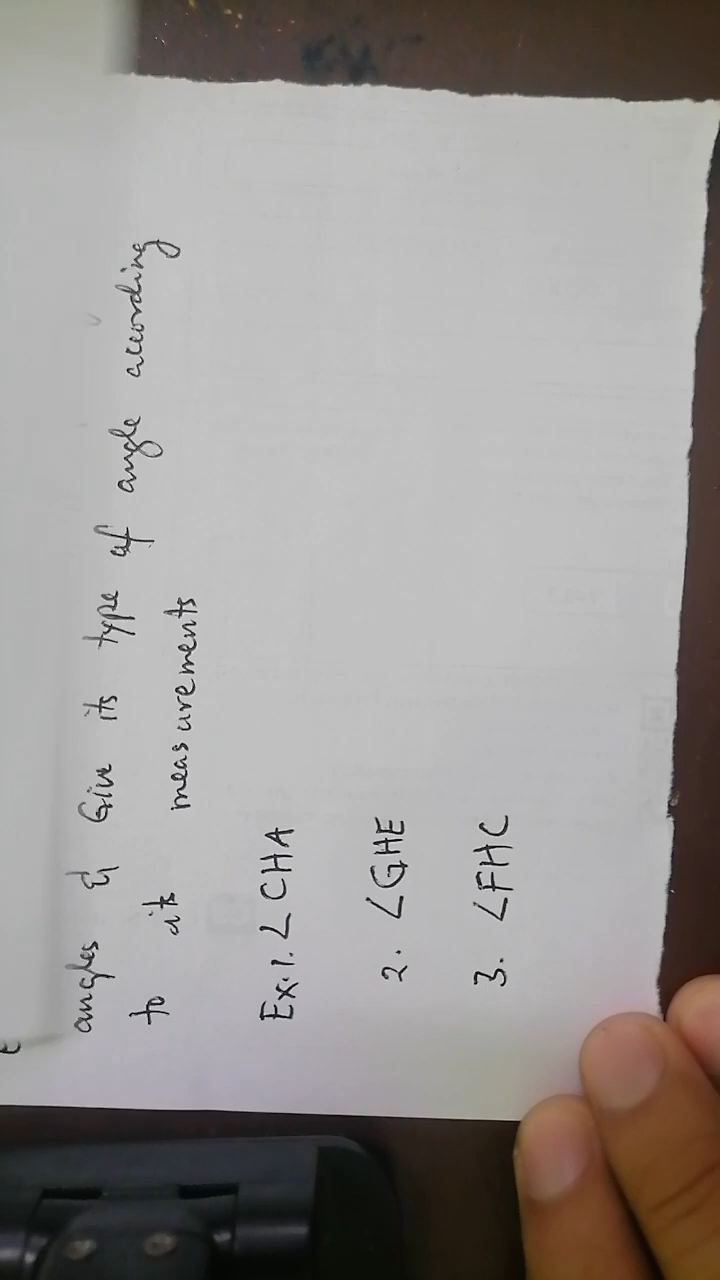 angles & Give its type of angle according
to its measurements
Ex. 1. ∠CHA
2. ∠GHE
3. ∠FHC